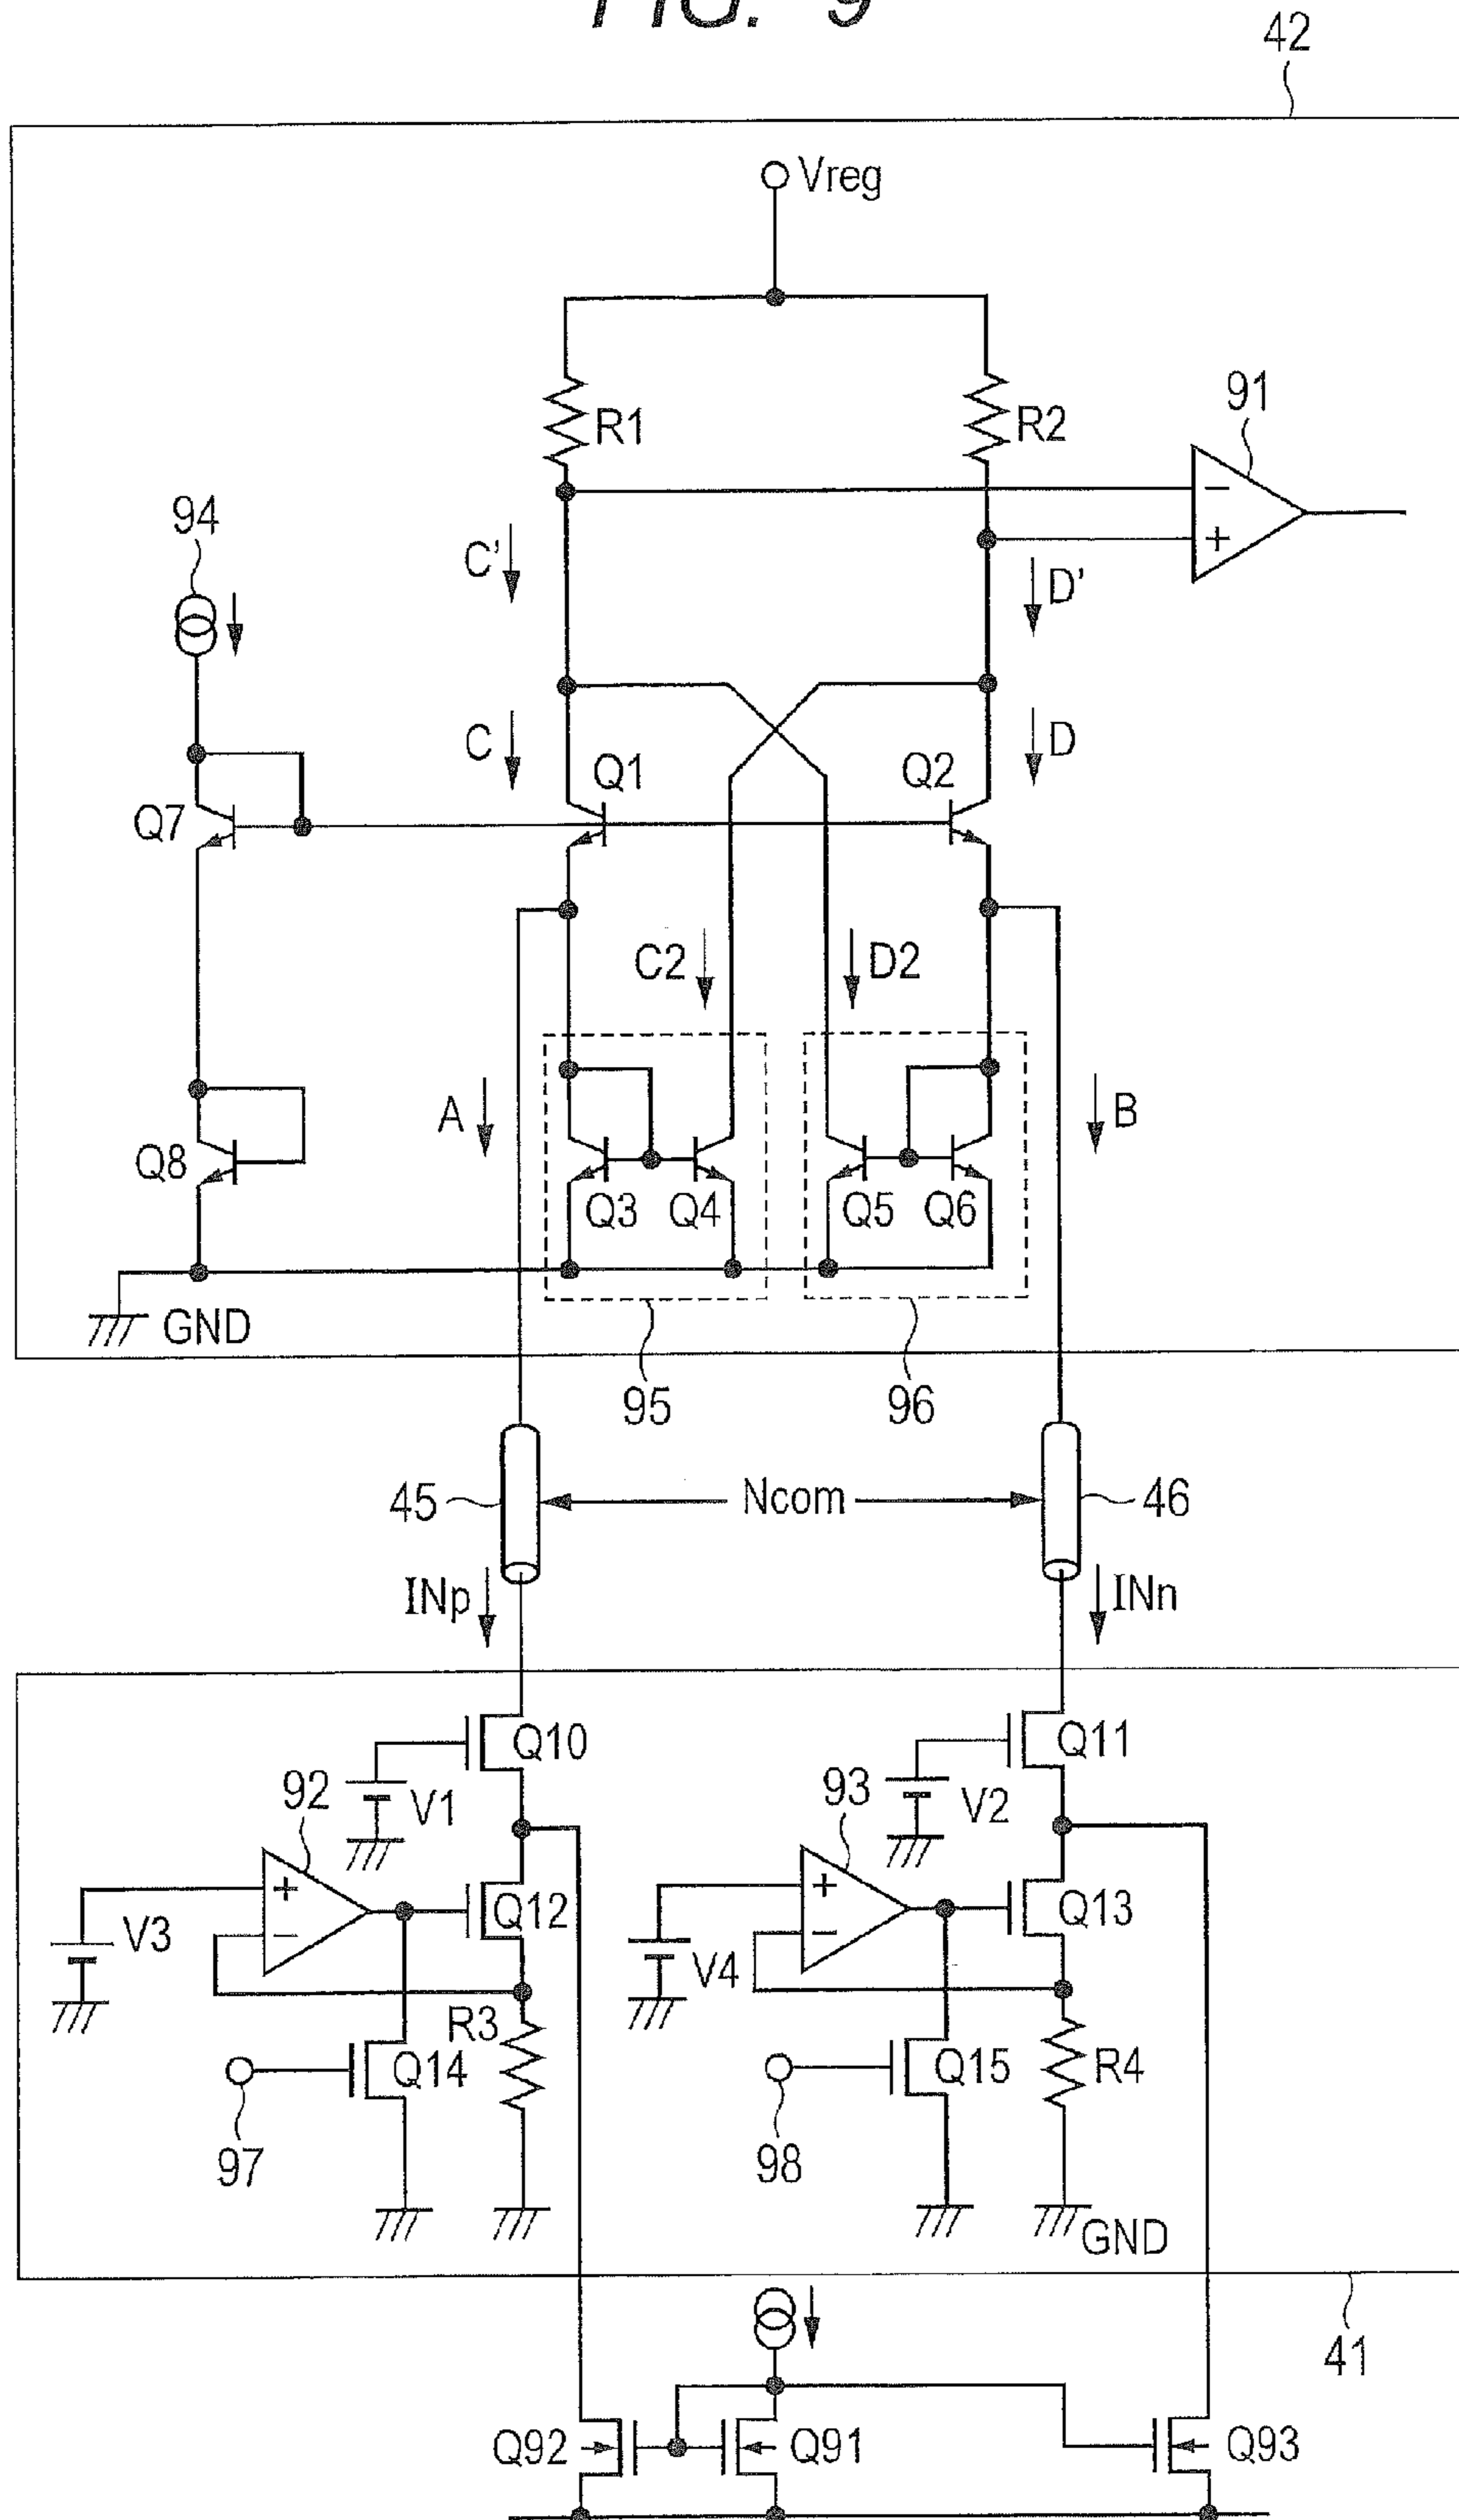 FIG. 9
42
Vreg
R1
R2
91
94
C'
D'
C
Q1
Q2
D
Q7
C2
D2
A
B
Q8
Q3
Q4
Q5
Q6
GND
95
96
45
Ncom
46
INp
INn
Q10
Q11
92
V1
93
V2
+
Q12
+
Q13
V3
−
−
V4
R3
Q14
Q15
R4
97
98
GND
41
Q92
Q91
Q93
−
+